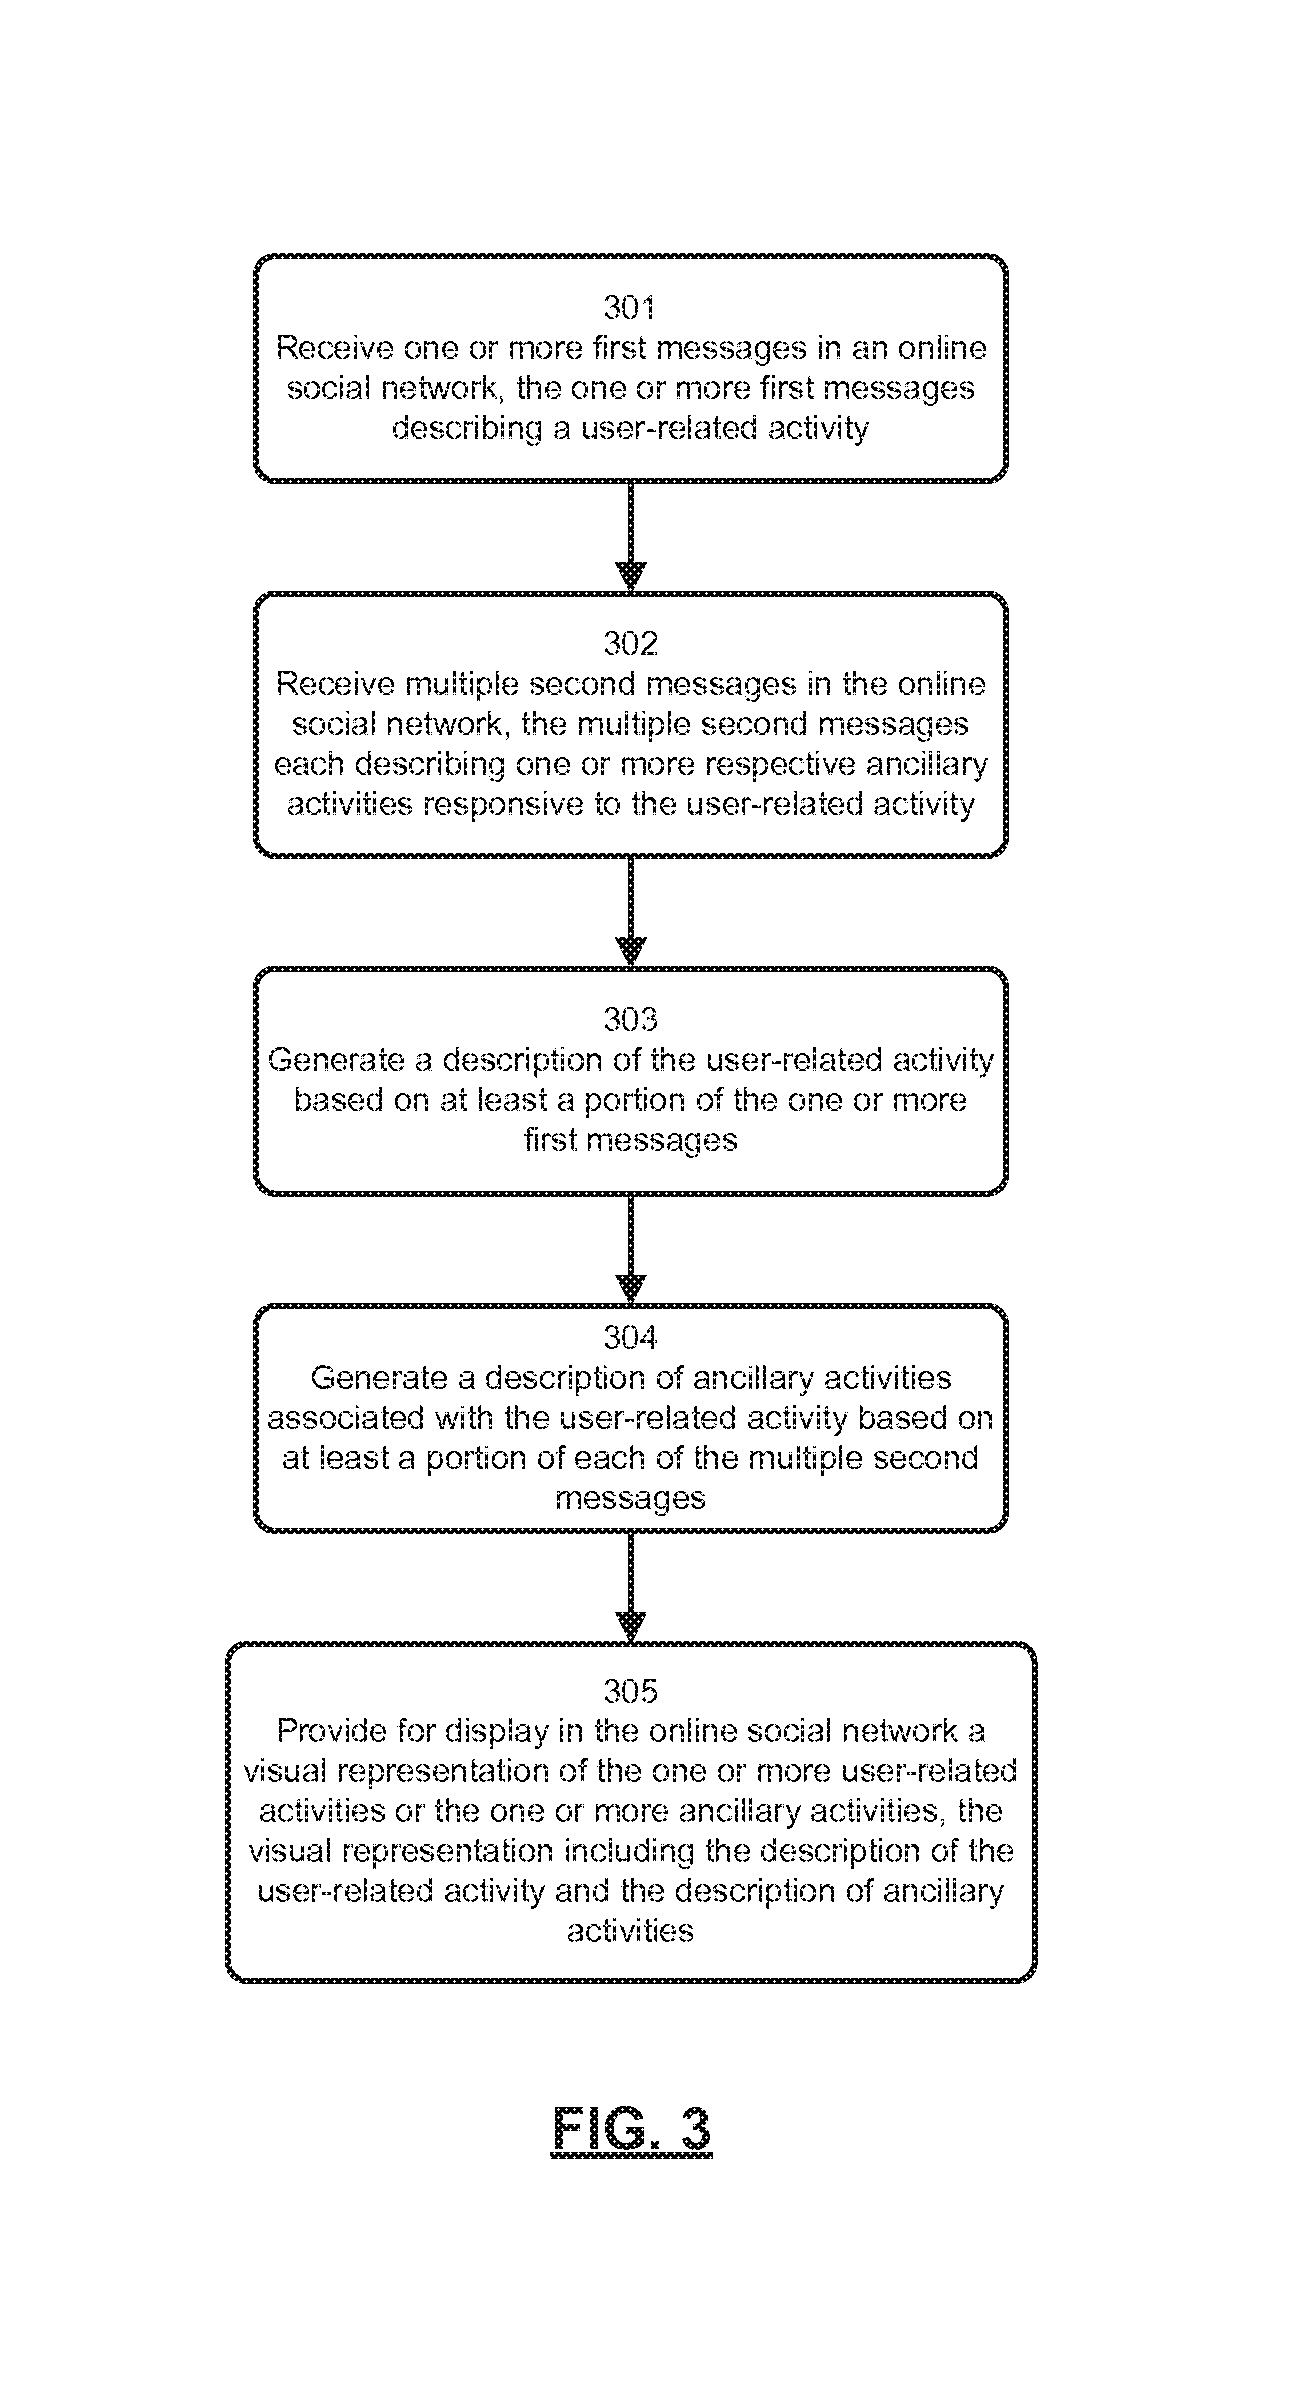 301
Receive one or more first messages in an online
social network, the one or more first messages
describing a user-related activity
302
Receive multiple second messages in the online
social network, the multiple second messages
each describing one or more respective ancillary
activities responsive to the user-related activity
303
Generate a description of the user-related activity
based on at least a portion of the one or more
first messages
304
Generate a description of ancillary activities
associated with the user-related activity based on
at least a portion of each of the multiple second
messages
305
Provide for display in the online social network a
visual representation of the one or more user-related
activities or the one or more ancillary activities, the
visual representation including the description of the
user-related activity and the description of ancillary
activities
FIG. 3